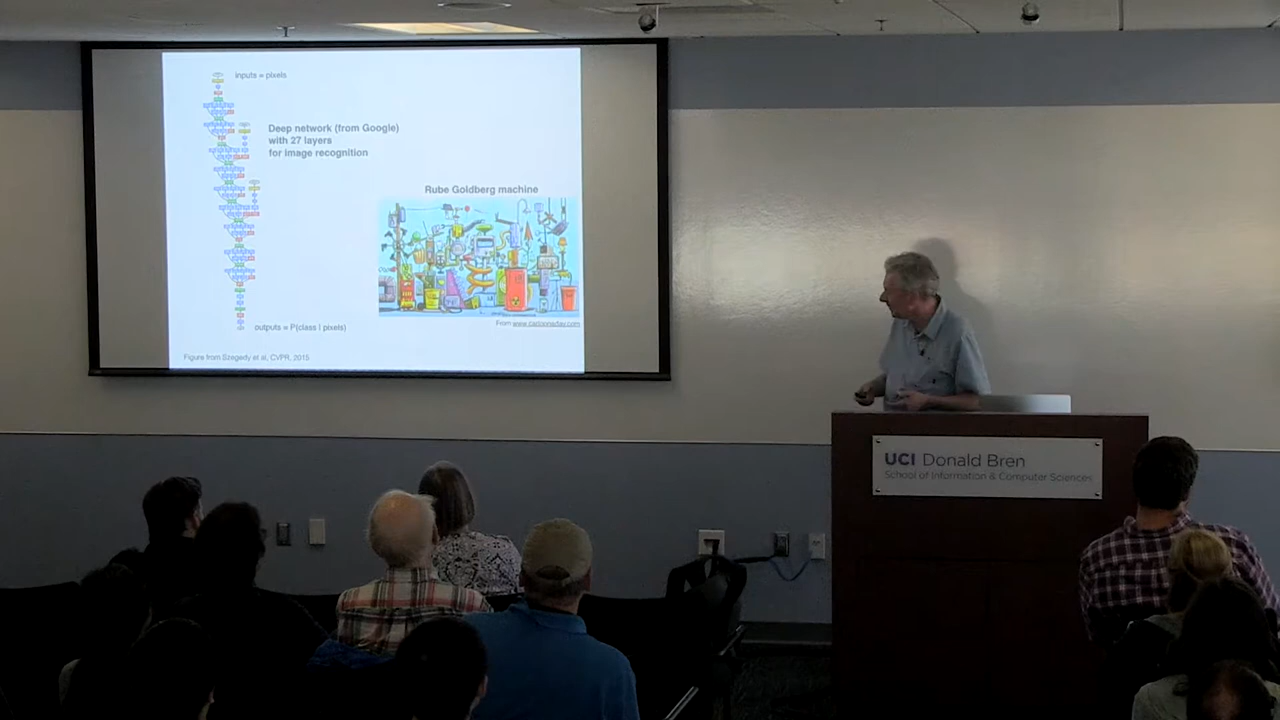 inputs = pixels
Deep network (from Google)
with 27 layers
for image recognition
Rube Goldberg machine
From www.cartoonaday.com
outputs = P(class | pixels)
Figure from Szegedy et al, CVPR, 2015
UCI Donald Bren
School of Information & Computer Sciences